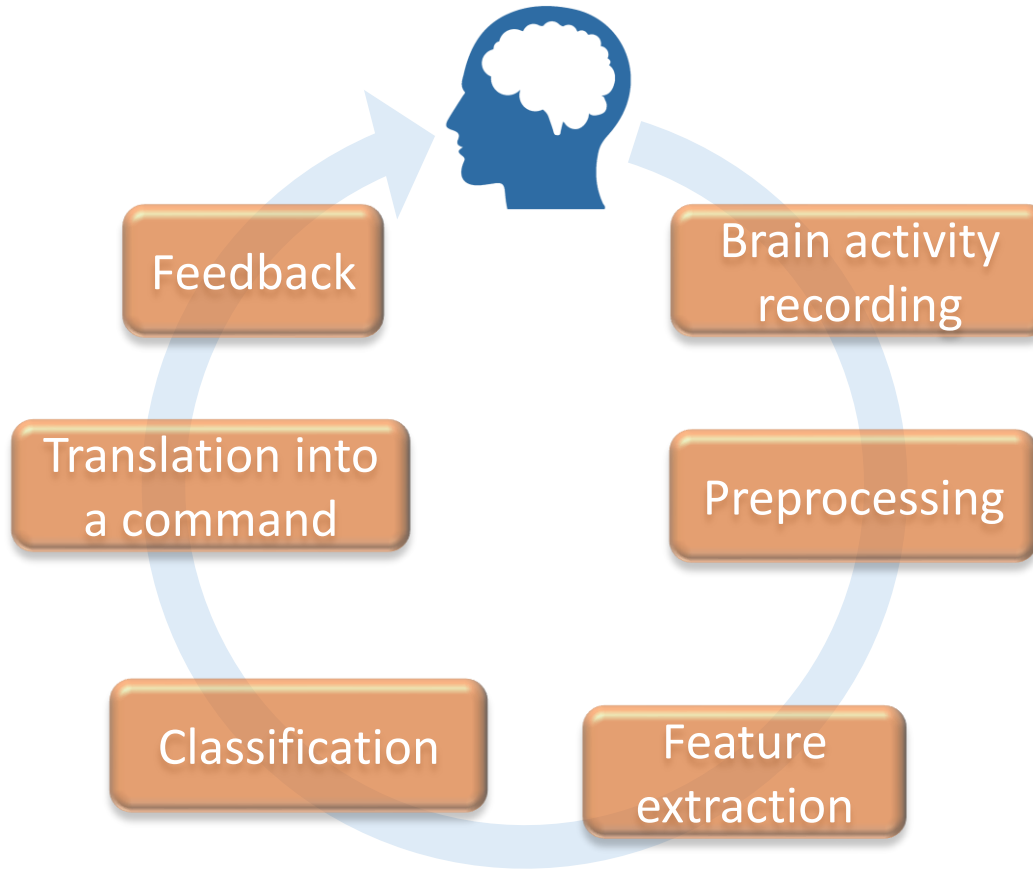 Brain activity
recording
Preprocessing
Feature
extraction
Classification
Translation into
a command
Feedback